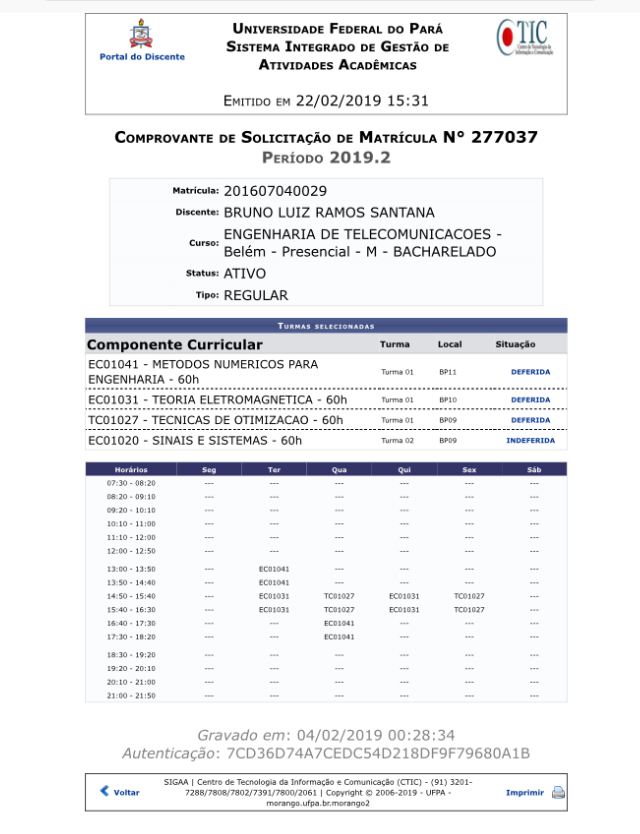 Portal do Discente
Universidade Federal do Pará
Sistema Integrado de Gestão de
Atividades Acadêmicas
CTIC
Centro de Tecnologia da
Informação e Comunicação
Emitido em 22/02/2019 15:31
Comprovante de Solicitação de Matrícula N° 277037
Período 2019.2
Matrícula: 201607040029
Discente: BRUNO LUIZ RAMOS SANTANA
Curso: ENGENHARIA DE TELECOMUNICACOES -
Belém - Presencial - M - BACHARELADO
Status: ATIVO
Tipo: REGULAR
Turmas selecionadas
Componente Curricular Turma Local Situação
EC01041 - METODOS NUMERICOS PARA
ENGENHARIA - 60h Turma 01 BP11 DEFERIDA
EC01031 - TEORIA ELETROMAGNETICA - 60h Turma 01 BP10 DEFERIDA
TC01027 - TECNICAS DE OTIMIZACAO - 60h Turma 01 BP09 DEFERIDA
EC01020 - SINAIS E SISTEMAS - 60h Turma 02 BP09 INDEFERIDA
Horários Seg Ter Qua Qui Sex Sáb
07:30 - 08:20 --- --- --- --- --- ---
08:20 - 09:10 --- --- --- --- --- ---
09:20 - 10:10 --- --- --- --- --- ---
10:10 - 11:00 --- --- --- --- --- ---
11:10 - 12:00 --- --- --- --- --- ---
12:00 - 12:50 --- --- --- --- --- ---
13:00 - 13:50 --- EC01041 --- --- --- ---
13:50 - 14:40 --- EC01041 --- --- --- ---
14:50 - 15:40 --- EC01031 TC01027 EC01031 TC01027 ---
15:40 - 16:30 --- EC01031 TC01027 EC01031 TC01027 ---
16:40 - 17:30 --- --- EC01041 --- --- ---
17:30 - 18:20 --- --- EC01041 --- --- ---
18:30 - 19:20 --- --- --- --- --- ---
19:20 - 20:10 --- --- --- --- --- ---
20:10 - 21:00 --- --- --- --- --- ---
21:00 - 21:50 --- --- --- --- --- ---
Gravado em: 04/02/2019 00:28:34
Autenticação: 7CD36D74A7CEDC54D218DF9F79680A1B
Voltar
SIGAA | Centro de Tecnologia da Informação e Comunicação (CTIC) - (91) 3201-
7288/7808/7802/7391/7800/2061 | Copyright © 2006-2019 - UFPA -
morango.ufpa.br.morango2
Imprimir